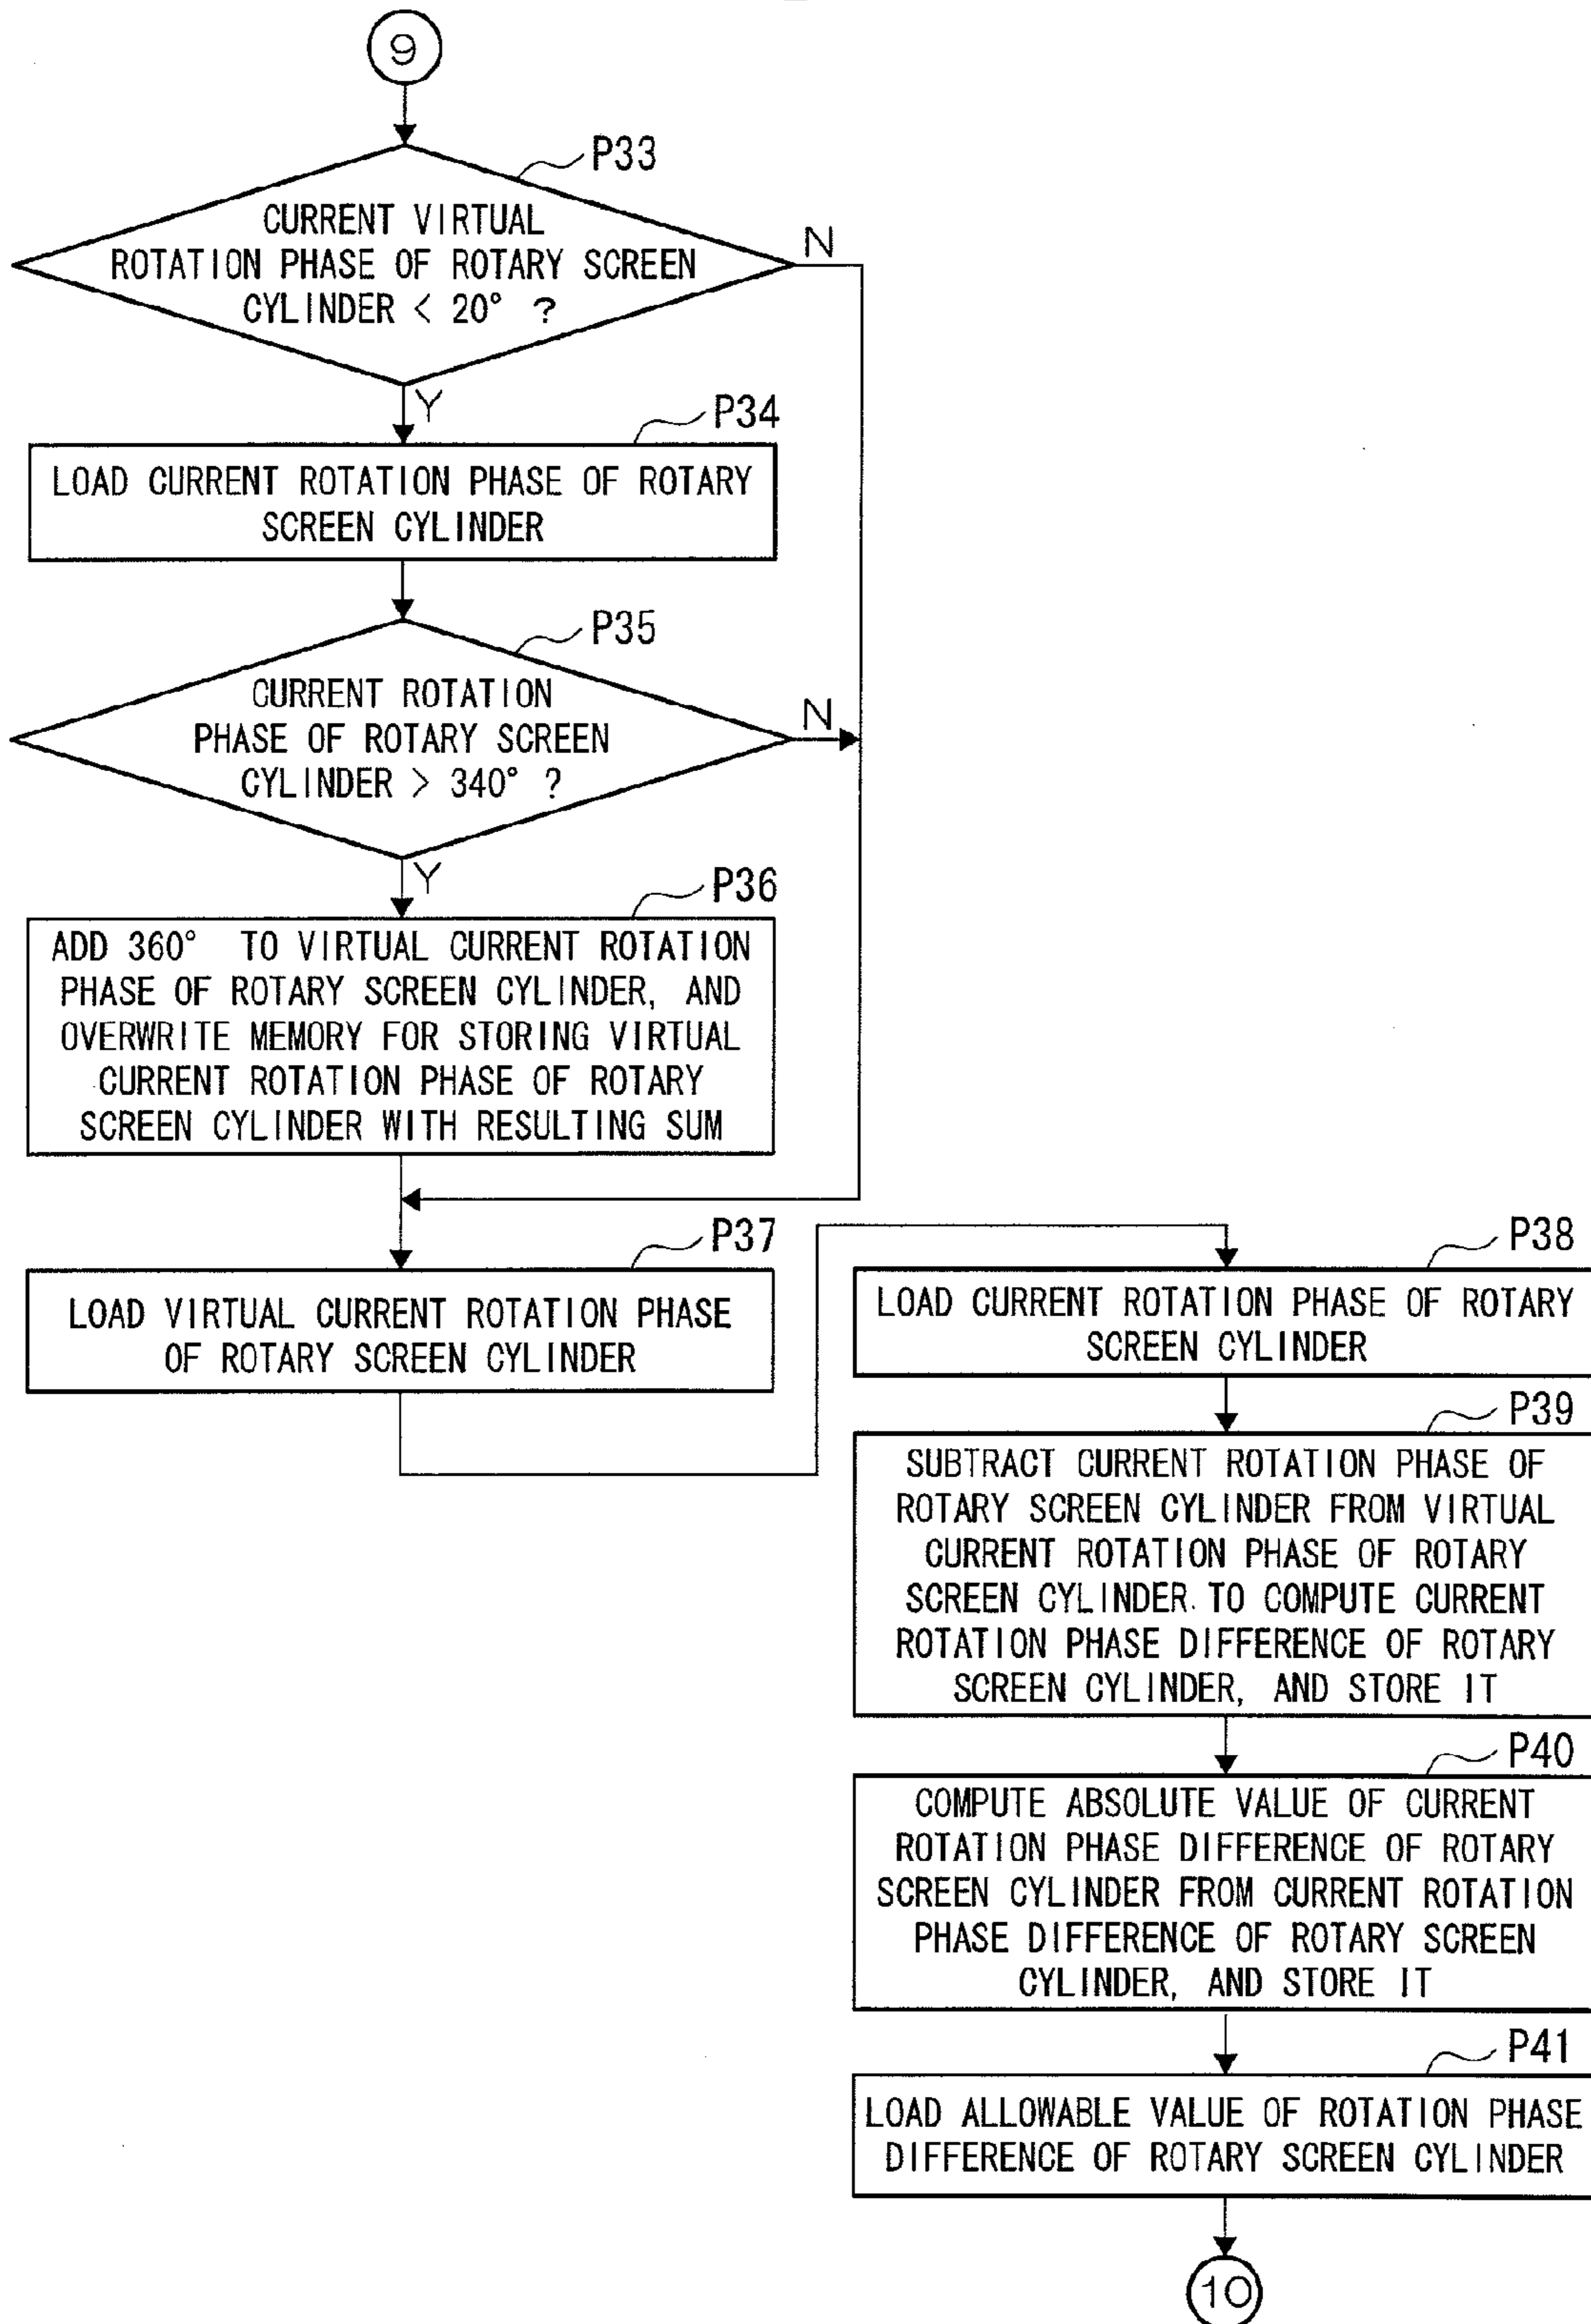 9
P33
CURRENT VIRTUAL
ROTATION PHASE OF ROTARY SCREEN
CYLINDER < 20° ?
N
Y
P34
LOAD CURRENT ROTATION PHASE OF ROTARY
SCREEN CYLINDER
P35
CURRENT ROTATION
PHASE OF ROTARY SCREEN
CYLINDER > 340° ?
N
Y
P36
ADD 360° TO VIRTUAL CURRENT ROTATION
PHASE OF ROTARY SCREEN CYLINDER, AND
OVERWRITE MEMORY FOR STORING VIRTUAL
CURRENT ROTATION PHASE OF ROTARY
SCREEN CYLINDER WITH RESULTING SUM
P37
LOAD VIRTUAL CURRENT ROTATION PHASE
OF ROTARY SCREEN CYLINDER
P38
LOAD CURRENT ROTATION PHASE OF ROTARY
SCREEN CYLINDER
P39
SUBTRACT CURRENT ROTATION PHASE OF
ROTARY SCREEN CYLINDER FROM VIRTUAL
CURRENT ROTATION PHASE OF ROTARY
SCREEN CYLINDER TO COMPUTE CURRENT
ROTATION PHASE DIFFERENCE OF ROTARY
SCREEN CYLINDER, AND STORE IT
P40
COMPUTE ABSOLUTE VALUE OF CURRENT
ROTATION PHASE DIFFERENCE OF ROTARY
SCREEN CYLINDER FROM CURRENT ROTATION
PHASE DIFFERENCE OF ROTARY SCREEN
CYLINDER, AND STORE IT
P41
LOAD ALLOWABLE VALUE OF ROTATION PHASE
DIFFERENCE OF ROTARY SCREEN CYLINDER
10